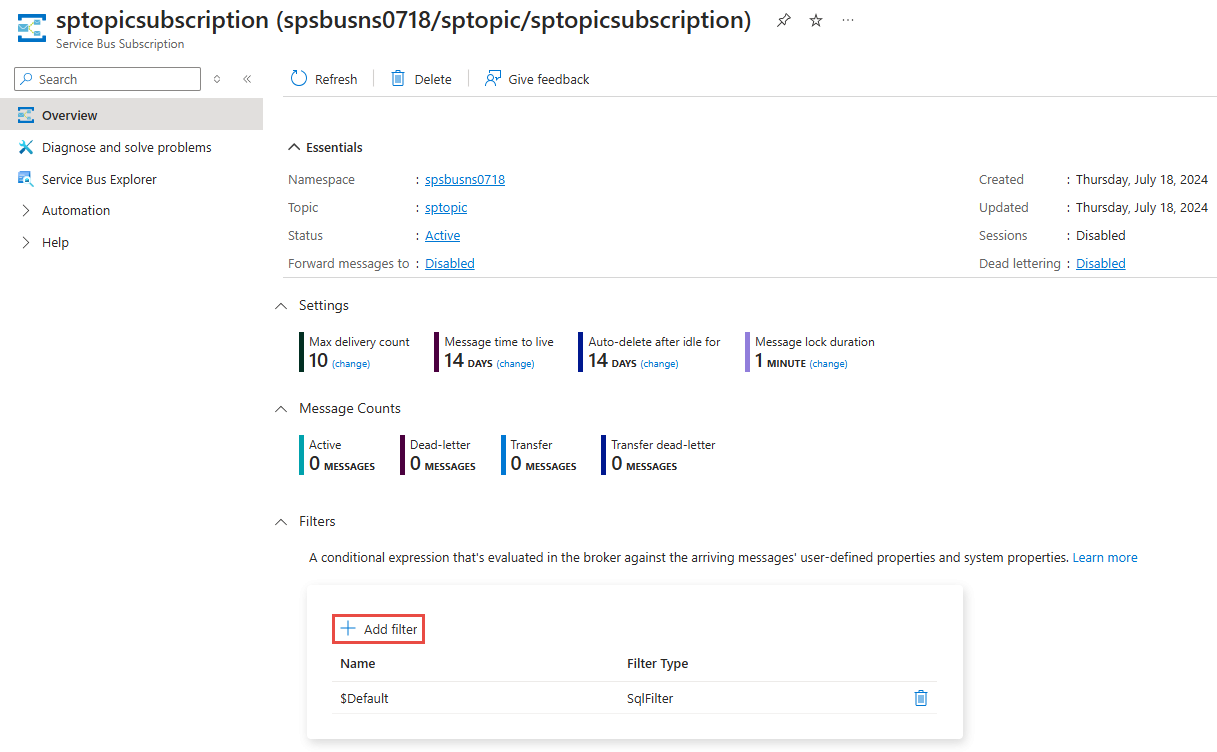 sptopicsubscription (spsbusns0718/sptopic/sptopicsubscription)
Service Bus Subscription
Search
Refresh Delete Give feedback
Overview
Diagnose and solve problems
Service Bus Explorer
Automation
Help
Essentials
Namespace : spsbusns0718 Created : Thursday, July 18, 2024
Topic : sptopic Updated : Thursday, July 18, 2024
Status : Active Sessions : Disabled
Forward messages to : Disabled Dead lettering : Disabled
Settings
Max delivery count Message time to live Auto-delete after idle for Message lock duration
10 (change) 14 DAYS (change) 14 DAYS (change) 1 MINUTE (change)
Message Counts
Active Dead-letter Transfer Transfer dead-letter
0 MESSAGES 0 MESSAGES 0 MESSAGES 0 MESSAGES
Filters
A conditional expression that's evaluated in the broker against the arriving messages' user-defined properties and system properties. Learn more
Add filter
Name Filter Type
$Default SqlFilter